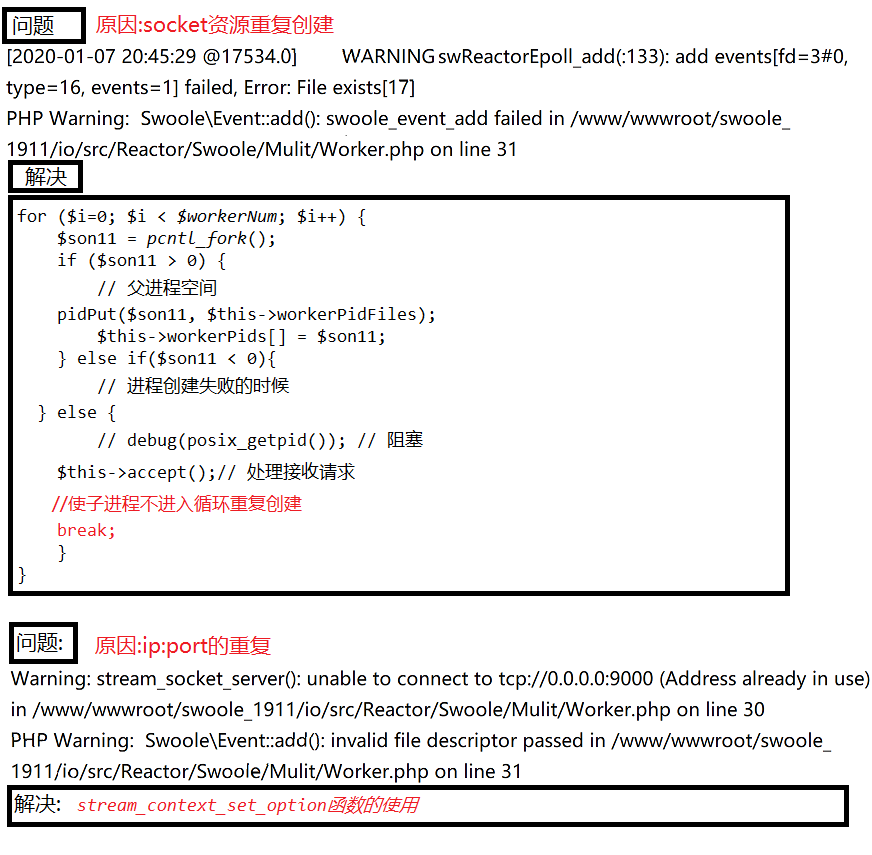 问题 原因:socket资源重复创建
[2020-01-07 20:45:29 @17534.0] WARNING swReactorEpoll_add(:133): add events[fd=3#0,
type=16, events=1] failed, Error: File exists[17]
PHP Warning: Swoole\Event::add(): swoole_event_add failed in /www/wwwroot/swoole_
1911/io/src/Reactor/Swoole/Mulit/Worker.php on line 31
解决
for ($i=0; $i < $workerNum; $i++) {
$son11 = pcntl_fork();
if ($son11 > 0) {
// 父进程空间
pidPut($son11, $this->workerPidFiles);
$this->workerPids[] = $son11;
} else if($son11 < 0){
// 进程创建失败的时候
} else {
// debug(posix_getpid()); // 阻塞
$this->accept();// 处理接收请求
//使子进程不进入循环重复创建
break;
}
}
问题: 原因:ip:port的重复
Warning: stream_socket_server(): unable to connect to tcp://0.0.0.0:9000 (Address already in use)
in /www/wwwroot/swoole_1911/io/src/Reactor/Swoole/Mulit/Worker.php on line 30
PHP Warning: Swoole\Event::add(): invalid file descriptor passed in /www/wwwroot/swoole_
1911/io/src/Reactor/Swoole/Mulit/Worker.php on line 31
解决: stream_context_set_option函数的使用